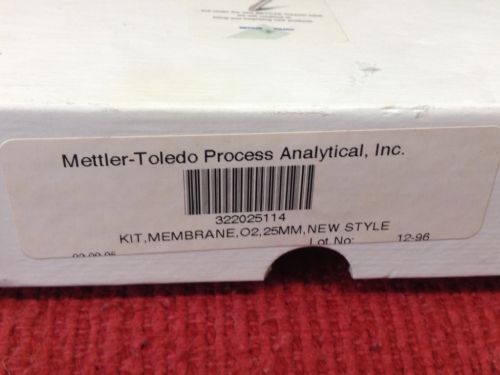 Mettler-Toledo Process Analytical, Inc.
322025114
KIT,MEMBRANE,O2,25MM,NEW STYLE
Lot No: 12-96